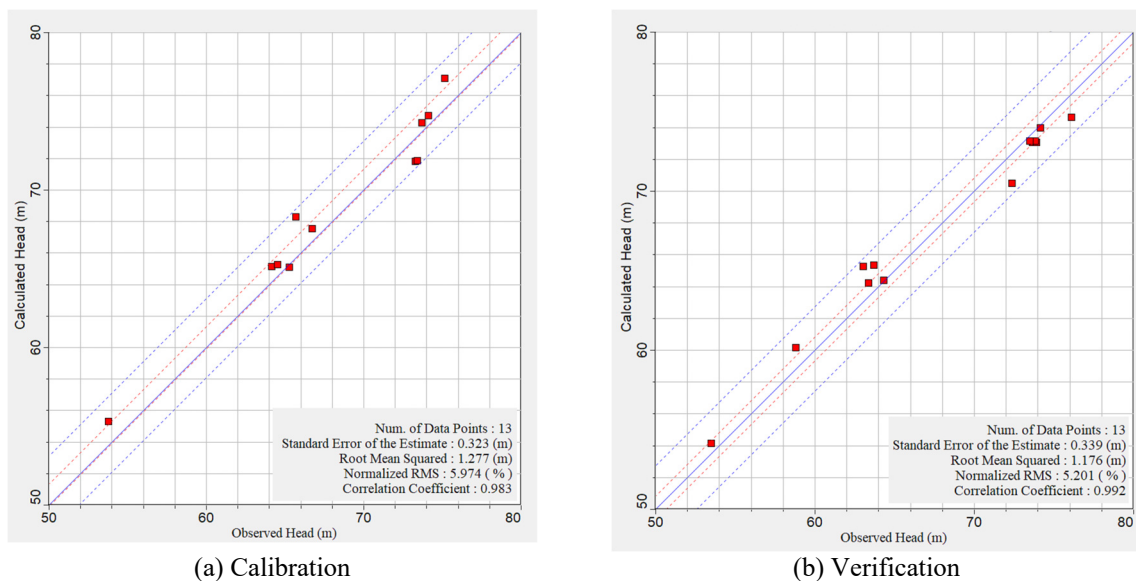 80
70
60
50
Calculated Head (m)
50
60
70
80
Observed Head (m)
Num. of Data Points : 13
Standard Error of the Estimate : 0.323 (m)
Root Mean Squared : 1.277 (m)
Normalized RMS : 5.974 ( % )
Correlation Coefficient : 0.983
(a) Calibration
80
70
60
50
Calculated Head (m)
50
60
70
80
Observed Head (m)
Num. of Data Points : 13
Standard Error of the Estimate : 0.339 (m)
Root Mean Squared : 1.176 (m)
Normalized RMS : 5.201 ( % )
Correlation Coefficient : 0.992
(b) Verification